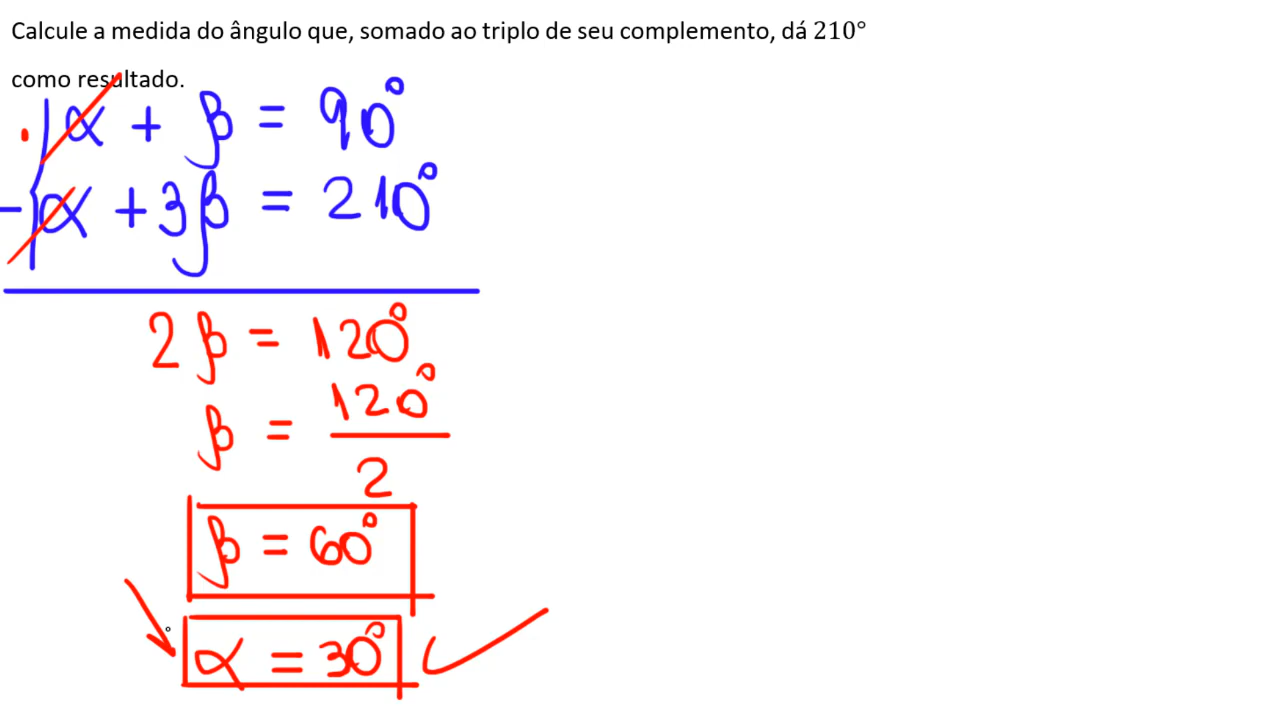 Calcule a medida do ângulo que, somado ao triplo de seu complemento, dá 210°
como resultado.
α + β = 90°
- α + 3β = 210°
2β = 120°
β = 120° / 2
β = 60°
α = 30°